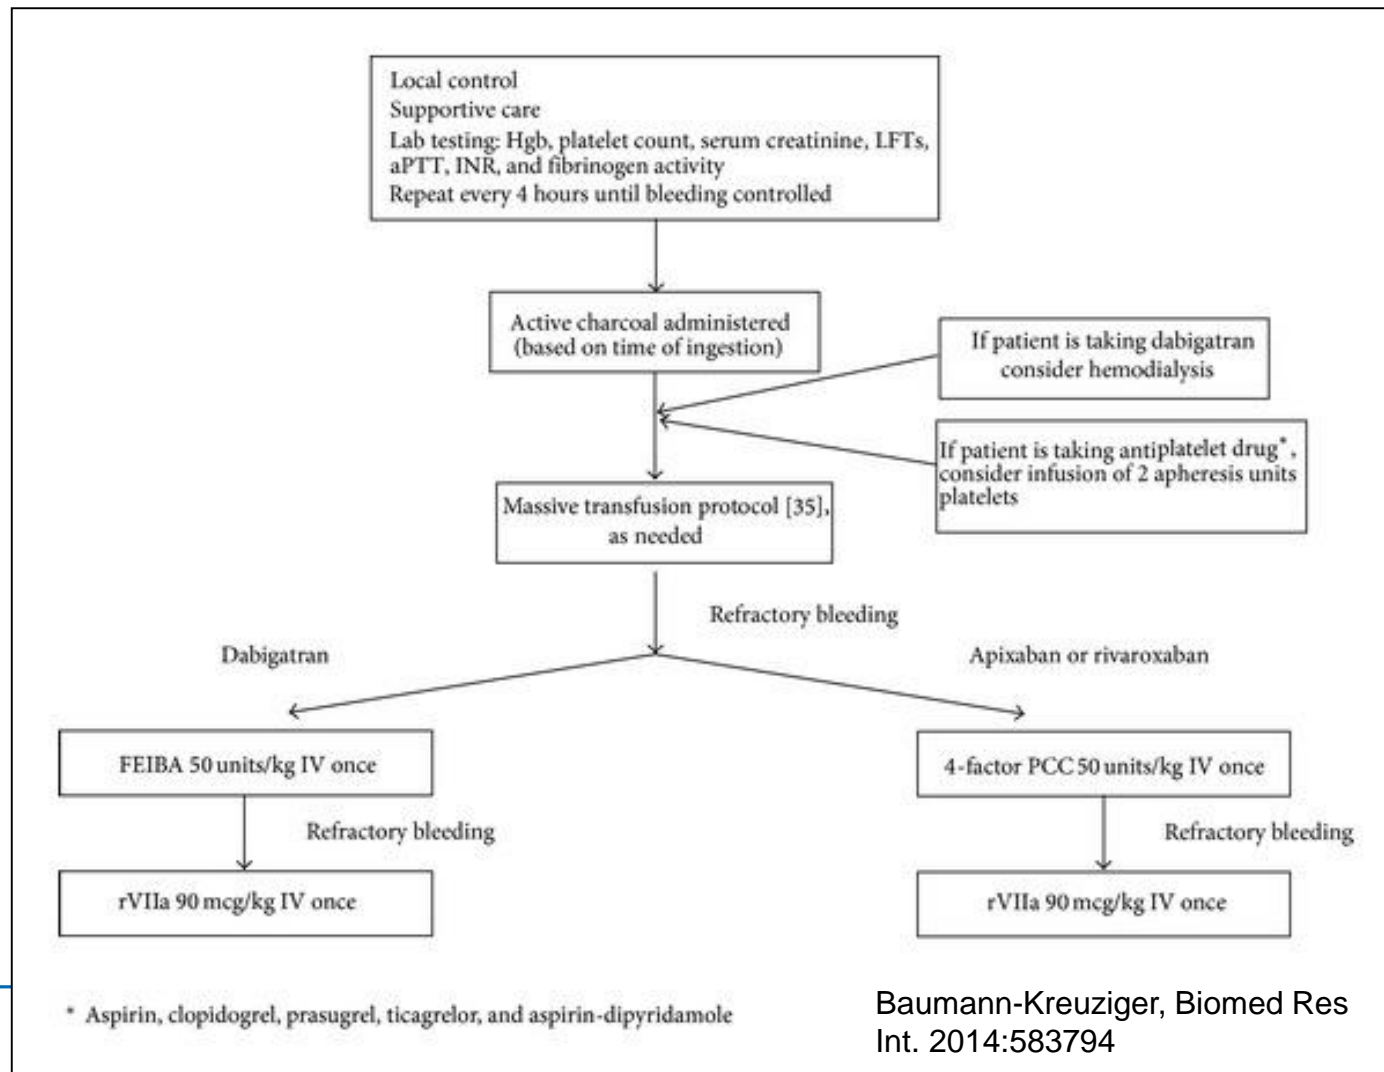 Local control
Supportive care
Lab testing: Hgb, platelet count, serum creatinine, LFTs,
aPTT, INR, and fibrinogen activity
Repeat every 4 hours until bleeding controlled
Active charcoal administered
(based on time of ingestion)
If patient is taking dabigatran
consider hemodialysis
If patient is taking antiplatelet drug*,
consider infusion of 2 apheresis units
platelets
Massive transfusion protocol [35],
as needed
Refractory bleeding
Dabigatran
Apixaban or rivaroxaban
FEIBA 50 units/kg IV once
4-factor PCC 50 units/kg IV once
Refractory bleeding
Refractory bleeding
rVIIa 90 mcg/kg IV once
rVIIa 90 mcg/kg IV once
* Aspirin, clopidogrel, prasugrel, ticagrelor, and aspirin-dipyridamole
Baumann-Kreuziger, Biomed Res
Int. 2014:583794